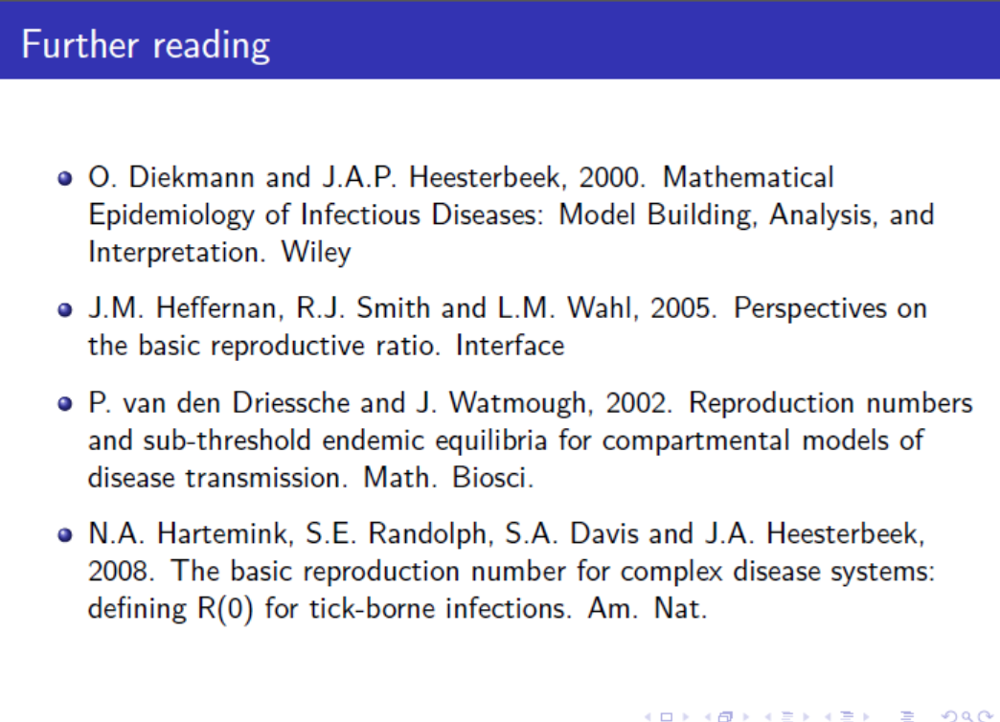 Further reading
O. Diekmann and J.A.P. Heesterbeek, 2000. Mathematical
Epidemiology of Infectious Diseases: Model Building, Analysis, and
Interpretation. Wiley
J.M. Heffernan, R.J. Smith and L.M. Wahl, 2005. Perspectives on
the basic reproductive ratio. Interface
P. van den Driessche and J. Watmough, 2002. Reproduction numbers
and sub-threshold endemic equilibria for compartmental models of
disease transmission. Math. Biosci.
N.A. Hartemink, S.E. Randolph, S.A. Davis and J.A. Heesterbeek,
2008. The basic reproduction number for complex disease systems:
defining R(0) for tick-borne infections. Am. Nat.